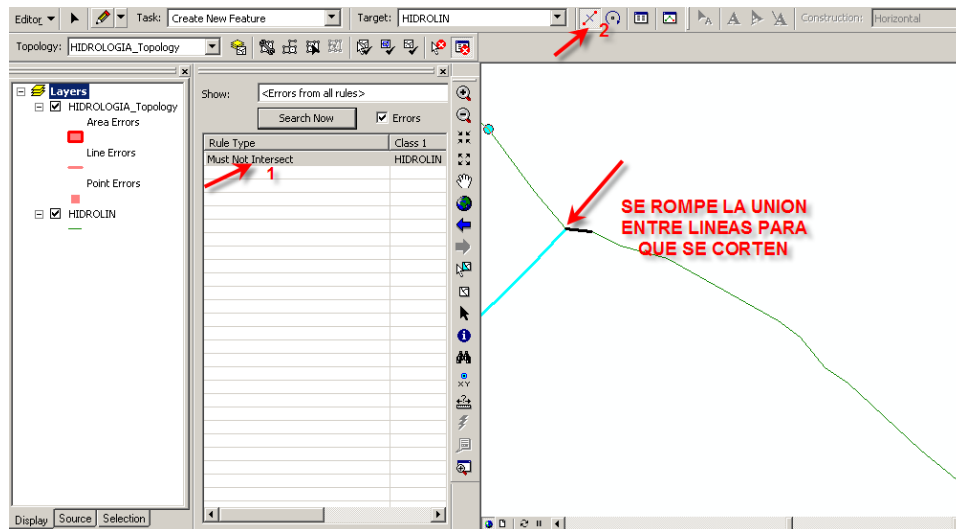 Editor Task: Create New Feature Target: HIDROLIN Construction: Horizontal
2
Topology: HIDROLOGIA_Topology
Layers
HIDROLOGIA_Topology
Area Errors
Line Errors
Point Errors
HIDROLIN
Show: <Errors from all rules>
Search Now Errors
Rule Type Class 1
Must Not Intersect HIDROLIN
1
SE ROMPE LA UNION
ENTRE LINEAS PARA
QUE SE CORTEN
Display Source Selection